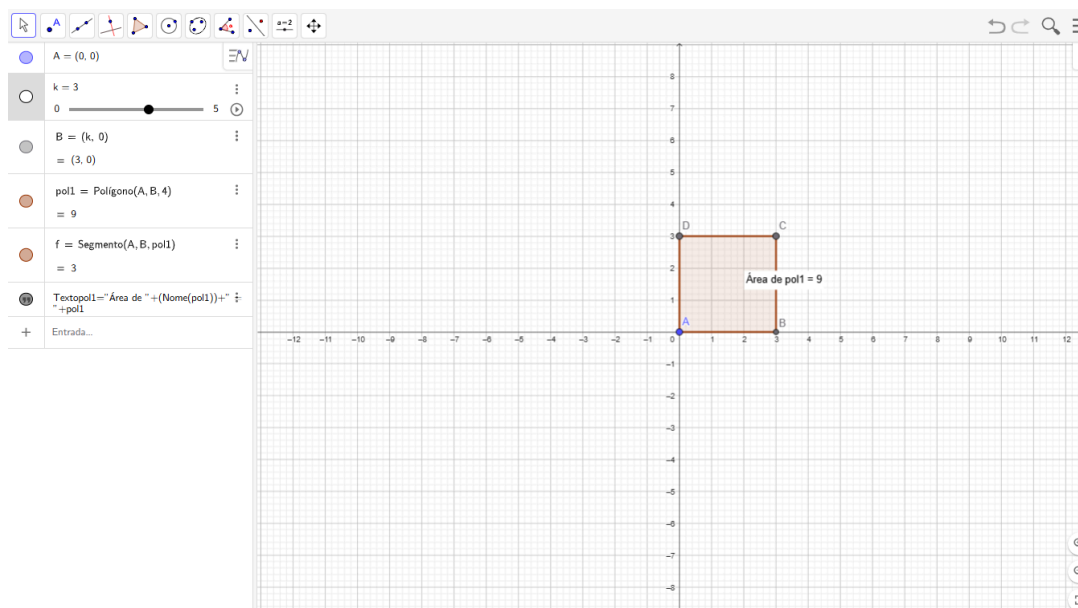 a=2
A = (0, 0)
k = 3
0 5
B = (k, 0)
= (3, 0)
pol1 = Polígono(A, B, 4)
= 9
f = Segmento(A, B, pol1)
= 3
Textopol1="Área de "+(Nome(pol1))+" =
"+pol1
+ Entrada...
8
7
6
5
4
D C
3
2
Área de pol1 = 9
1
A B
−12 −11 −10 −9 −8 −7 −6 −5 −4 −3 −2 −1 0 1 2 3 4 5 6 7 8 9 10 11 12
−1
−2
−3
−4
−5
−6
−7
−8